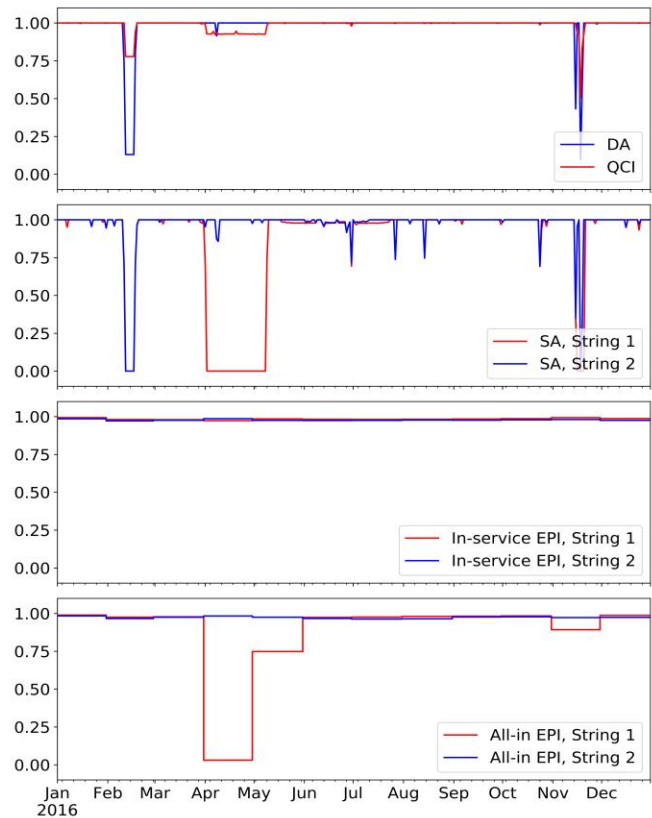 1.00
0.75
0.50
0.25
0.00
DA
QCI
1.00
0.75
0.50
0.25
0.00
SA, String 1
SA, String 2
1.00
0.75
0.50
0.25
0.00
In-service EPI, String 1
In-service EPI, String 2
1.00
0.75
0.50
0.25
0.00
All-in EPI, String 1
All-in EPI, String 2
Jan Feb Mar Apr May Jun Jul Aug Sep Oct Nov Dec
2016